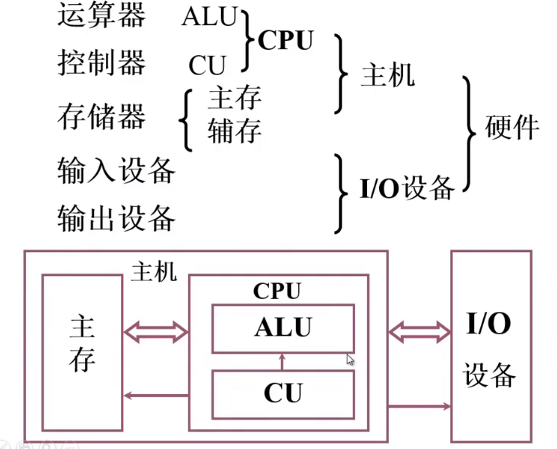 运算器 ALU
CPU
控制器 CU
主机
主存
存储器
辅存
硬件
输入设备
I/O设备
输出设备
主机
CPU
主存
ALU
I/O
设备
CU